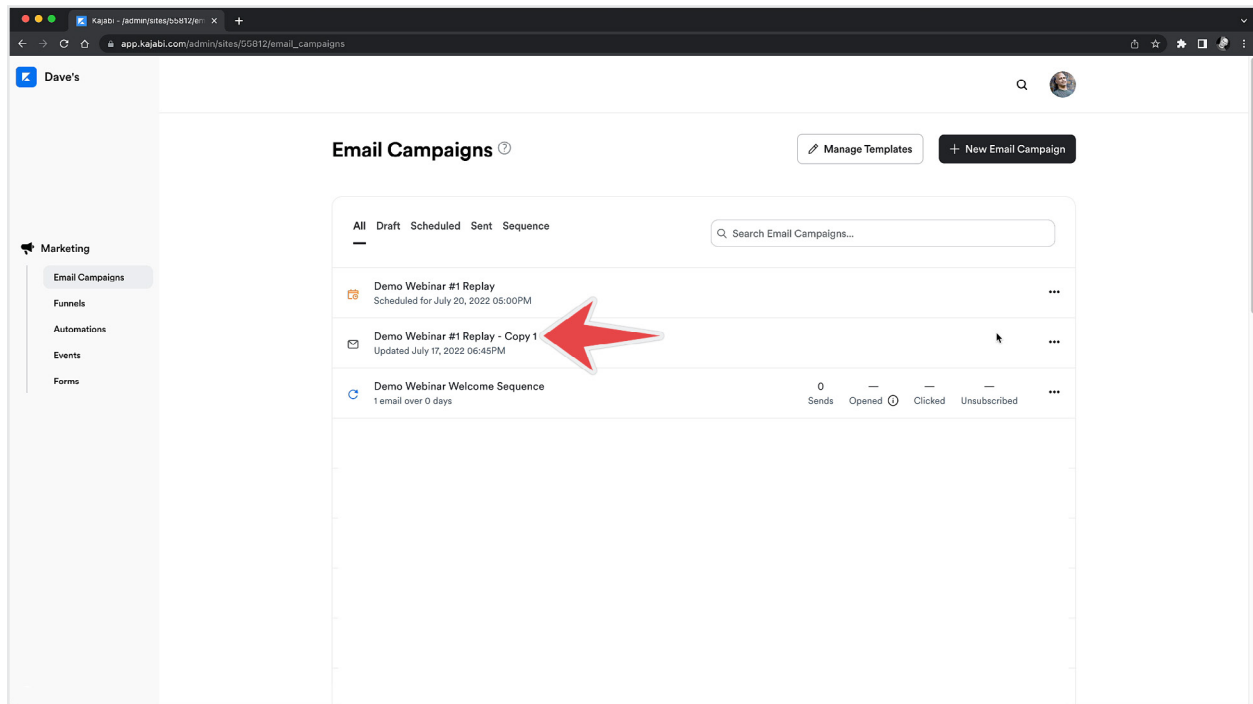 Kajabi - /admin/sites/55812/em
app.kajabi.com/admin/sites/55812/email_campaigns
Dave's
Email Campaigns
Manage Templates
New Email Campaign
All Draft Scheduled Sent Sequence
Search Email Campaigns...
Marketing
Email Campaigns
Funnels
Automations
Events
Forms
Demo Webinar #1 Replay
Scheduled for July 20, 2022 05:00PM
Demo Webinar #1 Replay - Copy 1
Updated July 17, 2022 06:45PM
Demo Webinar Welcome Sequence
1 email over 0 days
0 — — —
Sends Opened Clicked Unsubscribed